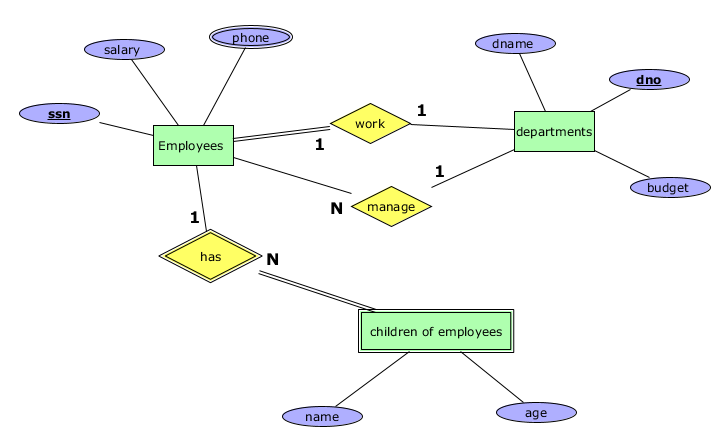 phone
salary
dname
dno
ssn
work
1
1
Employees
departments
1
budget
manage
N
1
has
N
children of employees
name
age